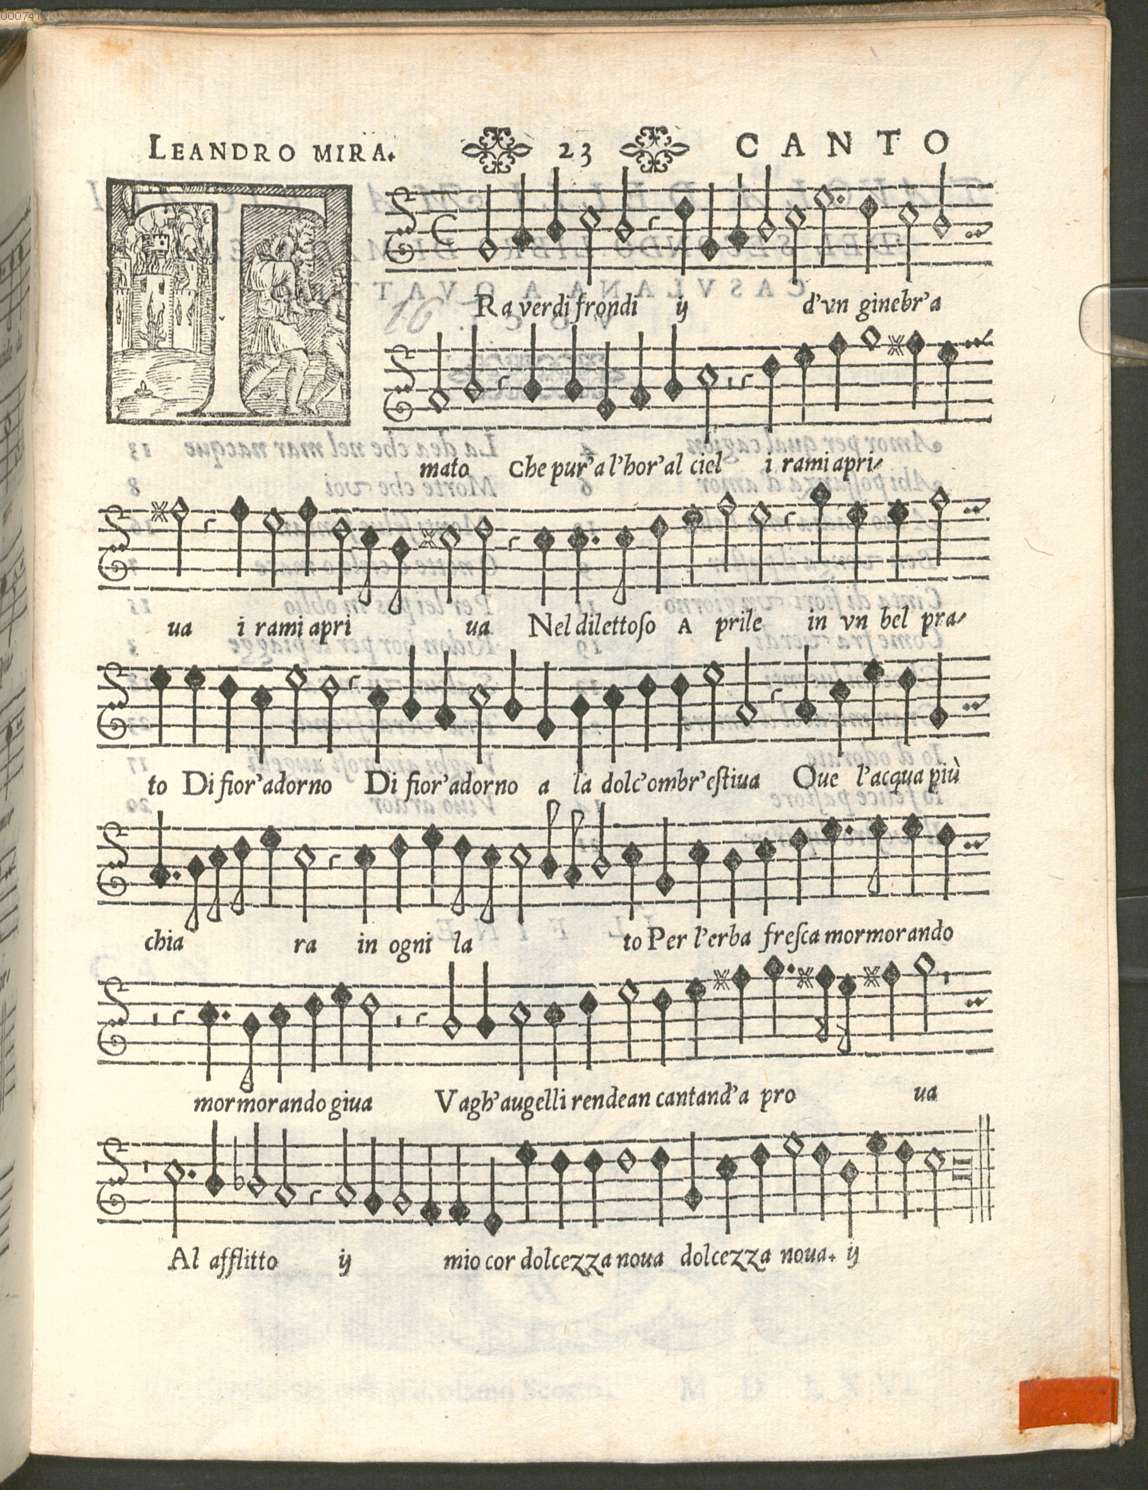 LEANDRO MIRA. 23 CANTO
T
Ra verdi frondi ij d'vn ginebr'a
mato Che pur'a l'hor'al ciel i rami apri-
ua i rami apri ua Nel dilettoso Aprile in vn bel pra-
to Di fior'adorno Di fior'adorno a la dolc'ombr'estiua Oue l'acqua più
chia ra in ogni la to Per l'erba fresca mormorando
mormorando giua Vagh'augelli rendean cantand'a pro ua
Al afflitto ij mio cor dolcezza noua dolcezza noua. ij